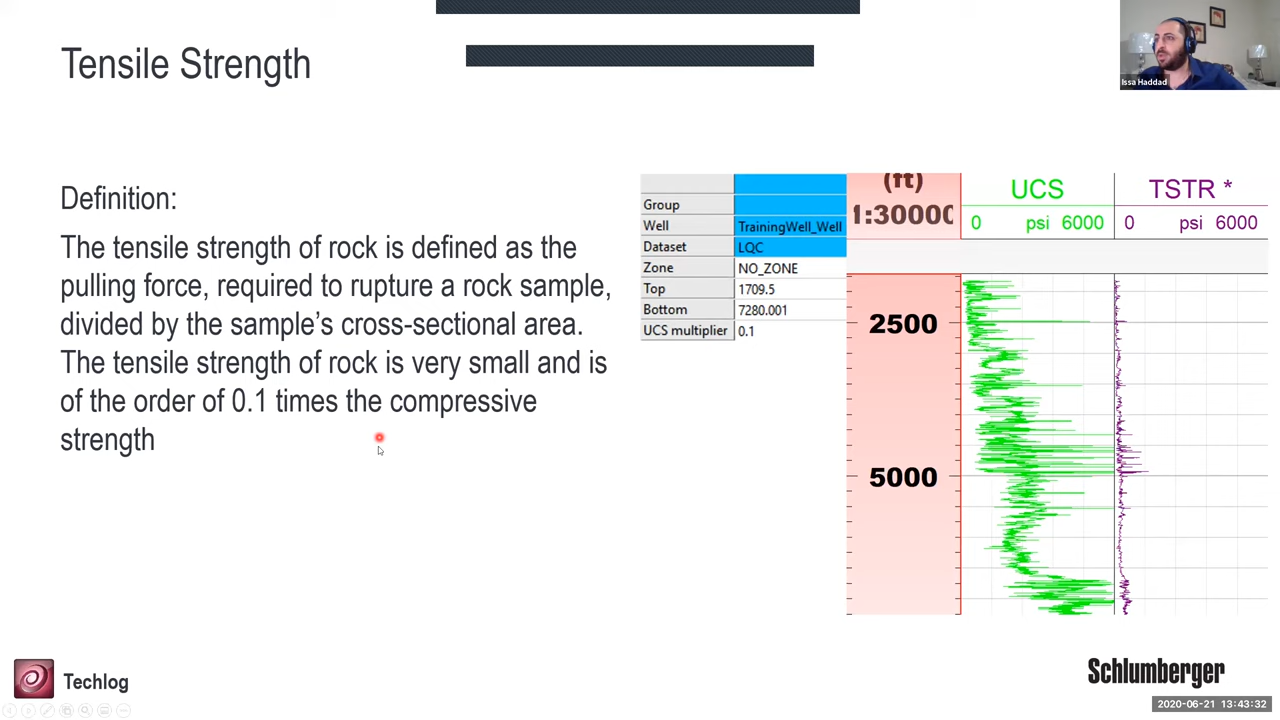 Tensile Strength
Issa Haddad
Definition:
The tensile strength of rock is defined as the
pulling force, required to rupture a rock sample,
divided by the sample's cross-sectional area.
The tensile strength of rock is very small and is
of the order of 0.1 times the compressive
strength
Group
Well TrainingWell_Well
Dataset LQC
Zone NO_ZONE
Top 1709.5
Bottom 7280.001
UCS multiplier 0.1
(ft)
1:30000
UCS
0 psi 6000
TSTR *
0 psi 6000
2500
5000
Techlog
Schlumberger
2020-06-21 13:43:32